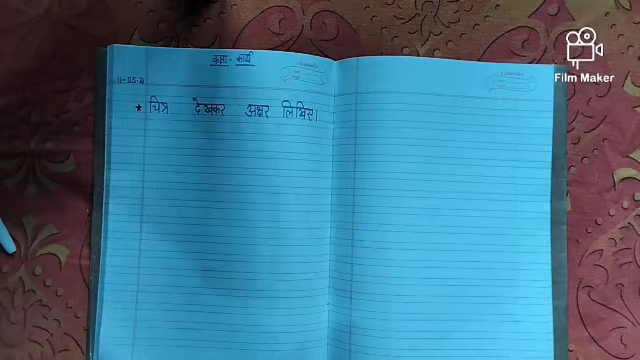 कक्षा - कार्य
11-05-21
★ चित्र देखकर अक्षर लिखिए।
Film Maker